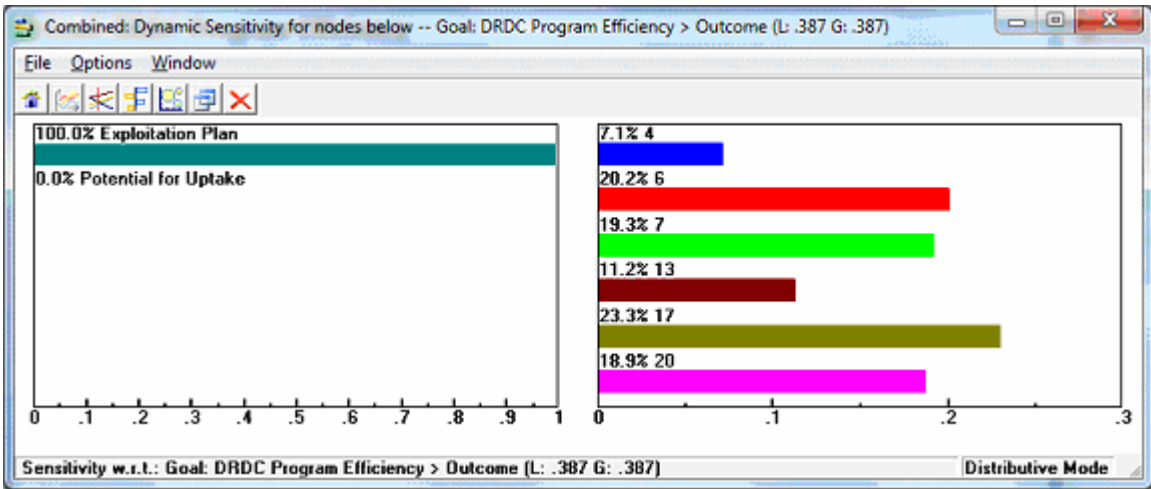 Combined: Dynamic Sensitivity for nodes below -- Goal: DRDC Program Efficiency > Outcome (L: .387 G: .387)
File Options Window
100.0% Exploitation Plan
0.0% Potential for Uptake
0 .1 .2 .3 .4 .5 .6 .7 .8 .9 1
7.1% 4
20.2% 6
19.3% 7
11.2% 13
23.3% 17
18.9% 20
0 .1 .2 .3
Sensitivity w.r.t.: Goal: DRDC Program Efficiency > Outcome (L: .387 G: .387)
Distributive Mode